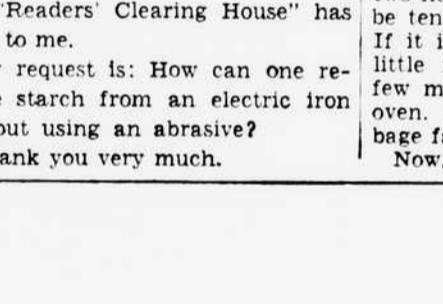 "Readers' Clearing House" has
to me.
request is: How can one re-
starch from an electric iron
out using an abrasive?
ank you very much.
be ten
If it i
little
few m
oven.
bage f
Now,